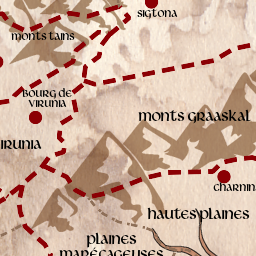 Sigtona
Monts Tains
Bourg de
Virunia
Monts Graaskal
irunia
Charnin
Hautes Plaines
Plaines
Marécageuses